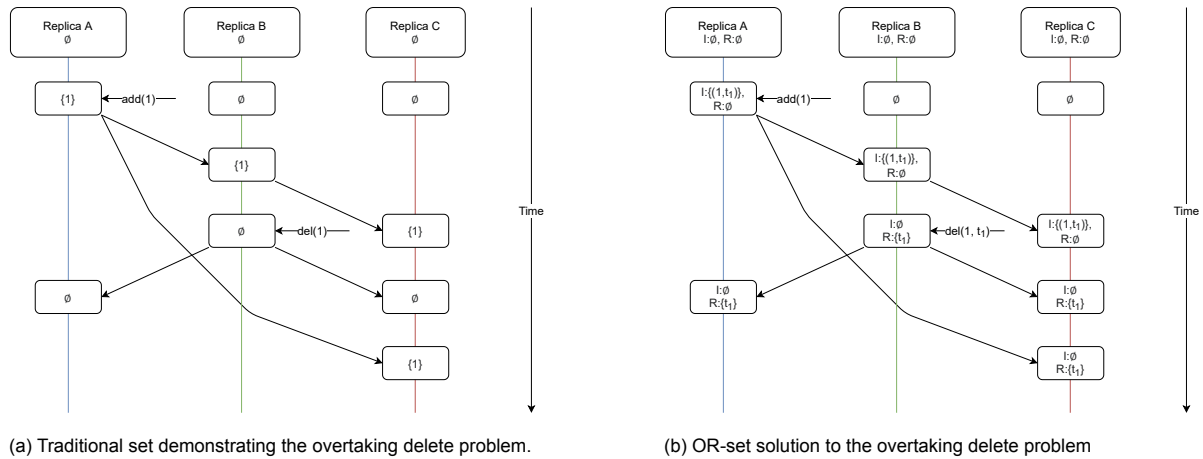 Replica A
∅
Replica B
∅
Replica C
∅
{1}
add(1)
∅
∅
{1}
∅
del(1)
{1}
∅
∅
{1}
Time
(a) Traditional set demonstrating the overtaking delete problem.
Replica A
I:∅, R:∅
Replica B
I:∅, R:∅
Replica C
I:∅, R:∅
I:{(1,t₁)},
R:∅
add(1)
∅
∅
I:{(1,t₁)},
R:∅
I:∅
R:{t₁}
del(1, t₁)
I:{(1,t₁)},
R:∅
I:∅
R:{t₁}
I:∅
R:{t₁}
I:∅
R:{t₁}
Time
(b) OR-set solution to the overtaking delete problem